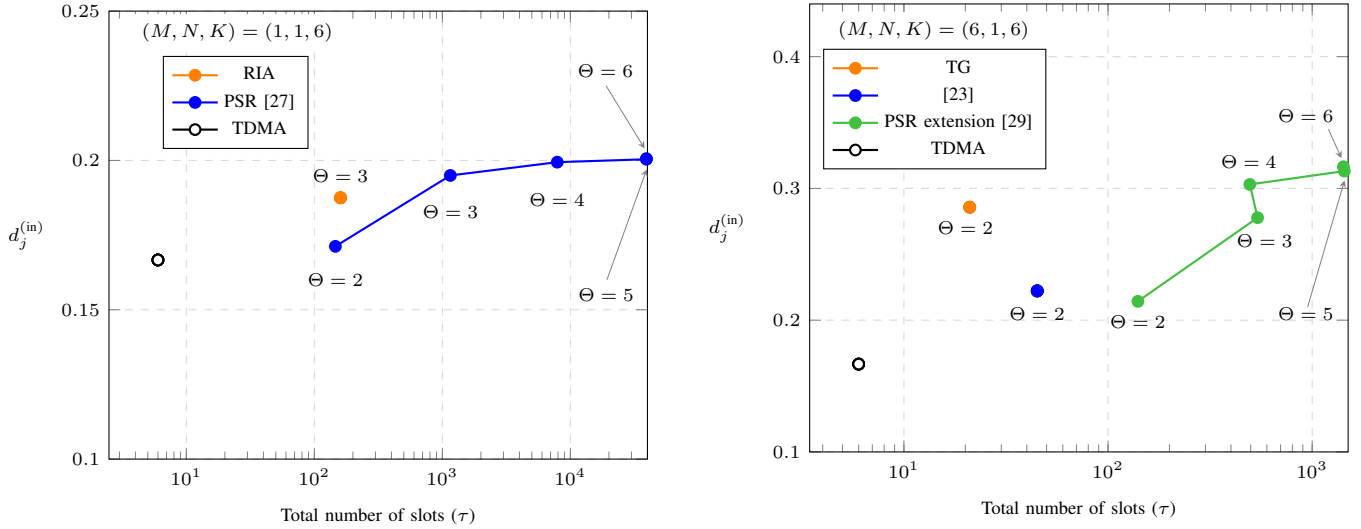 (M, N, K) = (1, 1, 6)
RIA
PSR [27]
TDMA
Θ = 6
Θ = 3
Θ = 3
Θ = 4
Θ = 2
Θ = 5
0.25
0.2
0.15
0.1
d_j^(in)
10^1
10^2
10^3
10^4
Total number of slots (τ)
(M, N, K) = (6, 1, 6)
TG
[23]
PSR extension [29]
TDMA
Θ = 6
Θ = 4
Θ = 2
Θ = 3
Θ = 2
Θ = 2
Θ = 5
0.4
0.3
0.2
0.1
d_j^(in)
10^1
10^2
10^3
Total number of slots (τ)